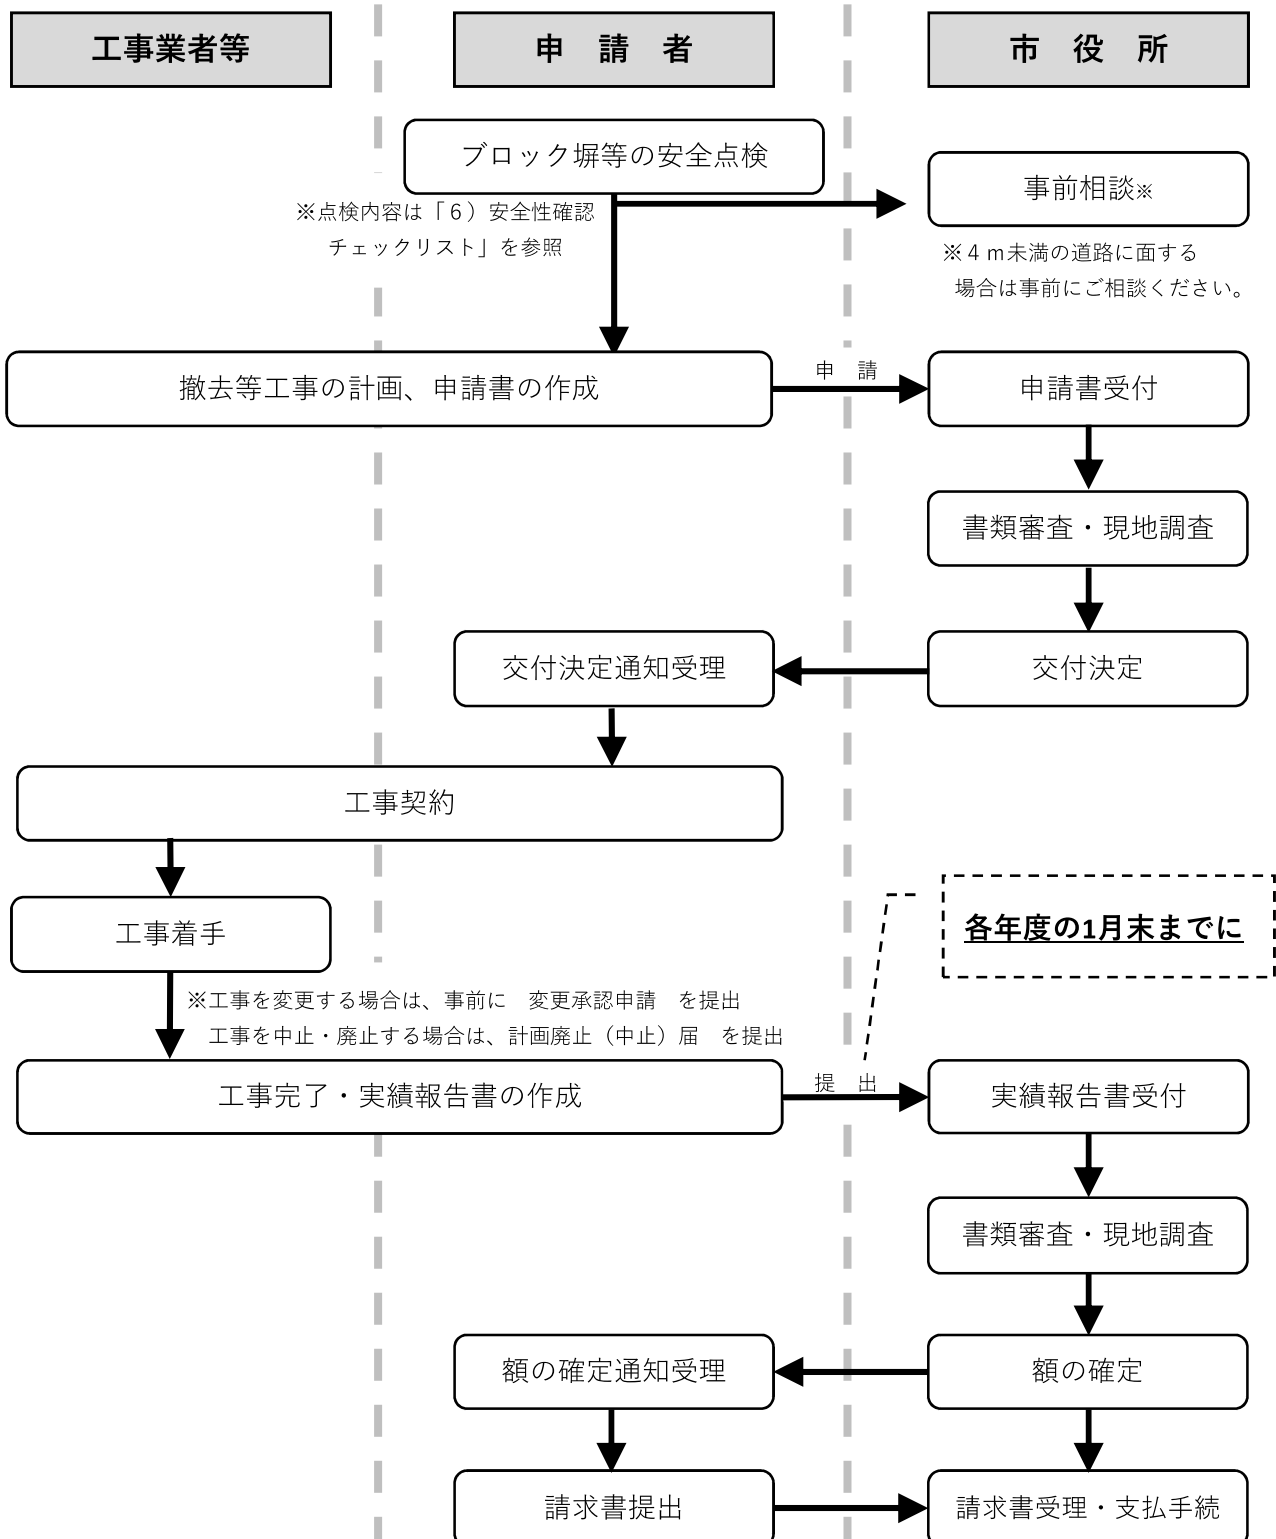 工事業者等
申　請　者
市　役　所
ブロック塀等の安全点検
事前相談※
※点検内容は「６）安全性確認
チェックリスト」を参照
※４ｍ未満の道路に面する
場合は事前にご相談ください。
撤去等工事の計画、申請書の作成
申　請
申請書受付
書類審査・現地調査
交付決定通知受理
交付決定
工事契約
工事着手
各年度の1月末までに
※工事を変更する場合は、事前に　変更承認申請　を提出
工事を中止・廃止する場合は、計画廃止（中止）届　を提出
工事完了・実績報告書の作成
提　出
実績報告書受付
書類審査・現地調査
額の確定通知受理
額の確定
請求書提出
請求書受理・支払手続